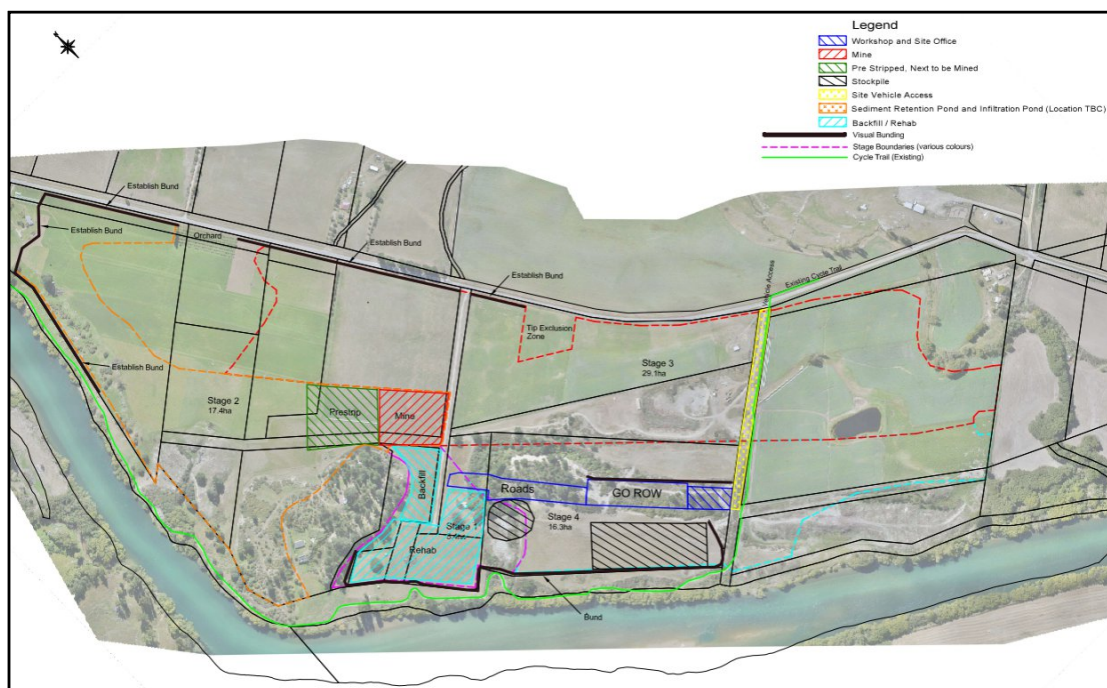 Legend
Workshop and Site Office
Mine
Pre Stripped, Next to be Mined
Stockpile
Site Vehicle Access
Sediment Retention Pond and Infiltration Pond (Location TBC)
Backfill / Rehab
Visual Bunding
Stage Boundaries (various colours)
Cycle Trail (Existing)
Establish Bund
Establish Bund
Orchard
Establish Bund
Establish Bund
Vehicle Access
Existing Cycle Trail
Tip Exclusion
Zone
Establish Bund
Stage 3
29.1ha
Stage 2
17.4ha
Prestrip
Mine
Backfill
Roads
GO ROW
Stage 1
Stage 4
16.3ha
Rehab
Bund